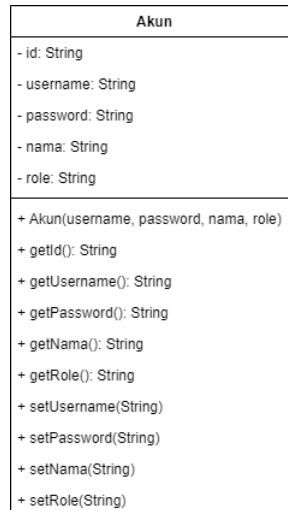 Akun
- id: String
- username: String
- password: String
- nama: String
- role: String
+ Akun(username, password, nama, role)
+ getId(): String
+ getUsername(): String
+ getPassword(): String
+ getNama(): String
+ getRole(): String
+ setUsername(String)
+ setPassword(String)
+ setNama(String)
+ setRole(String)